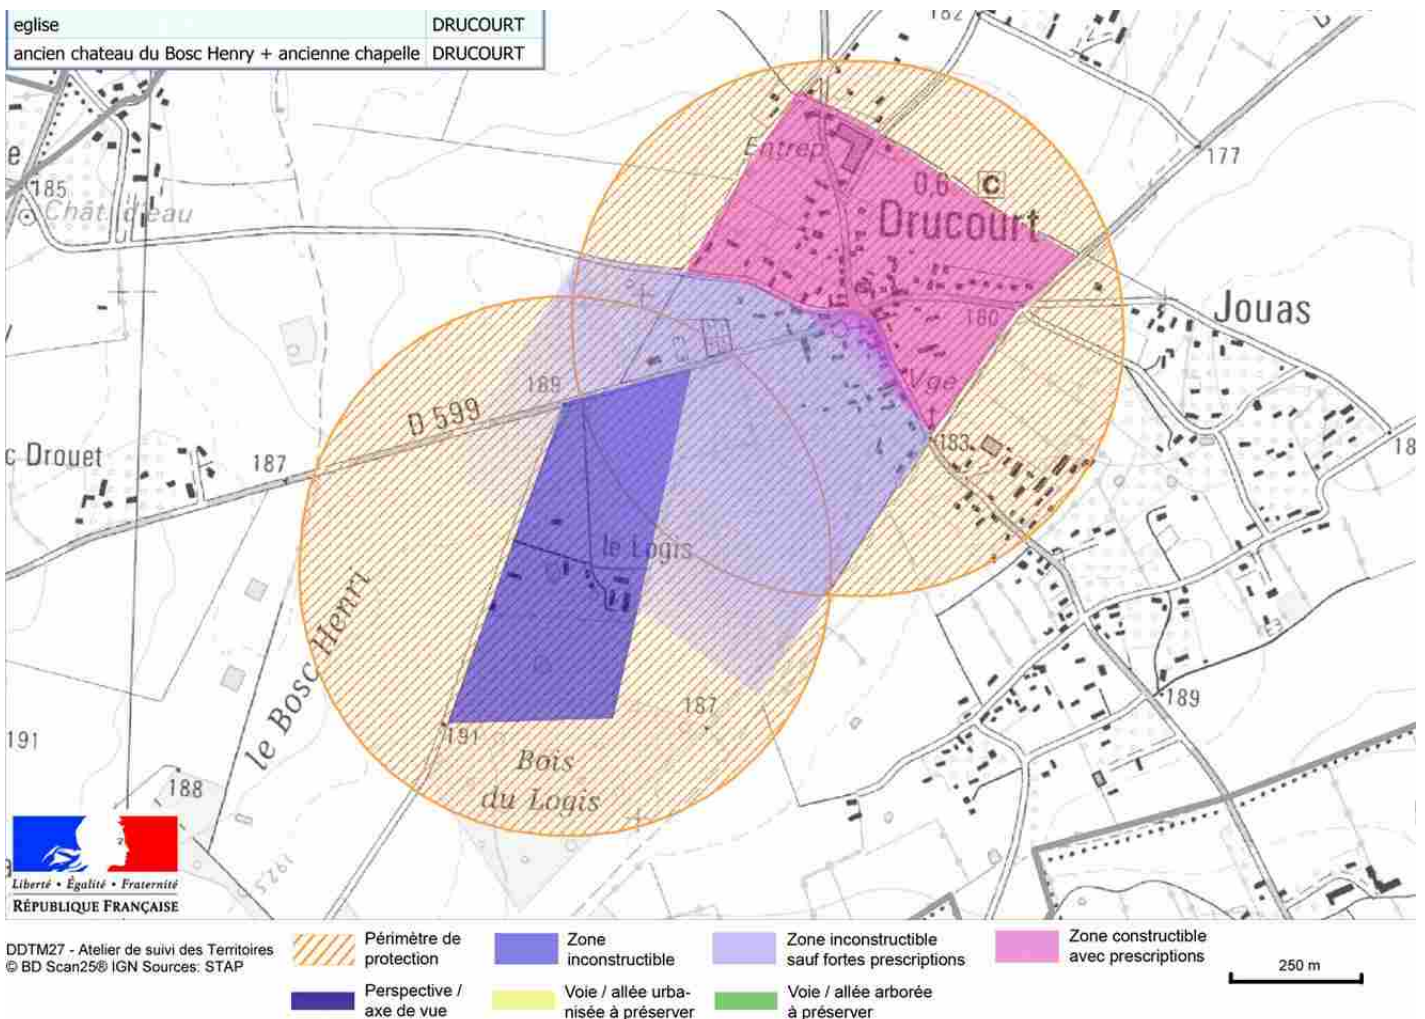 eglise DRUCOURT
ancien chateau du Bosc Henry + ancienne chapelle DRUCOURT
182
177
e
185
Chât. d'eau
Entrep.
0.6 C
Drucourt
Jouas
180
Vge
189
D 599
183
c Drouet
187
18
le Logis
le Bosc Henri
187
189
191
191
Bois
du Logis
188
192,5
Liberté • Égalité • Fraternité
RÉPUBLIQUE FRANÇAISE
DDTM27 - Atelier de suivi des Territoires
© BD Scan25® IGN Sources: STAP
Périmètre de
protection
Zone
inconstructible
Zone inconstructible
sauf fortes prescriptions
Zone constructible
avec prescriptions
250 m
Perspective /
axe de vue
Voie / allée urba-
nisée à préserver
Voie / allée arborée
à préserver